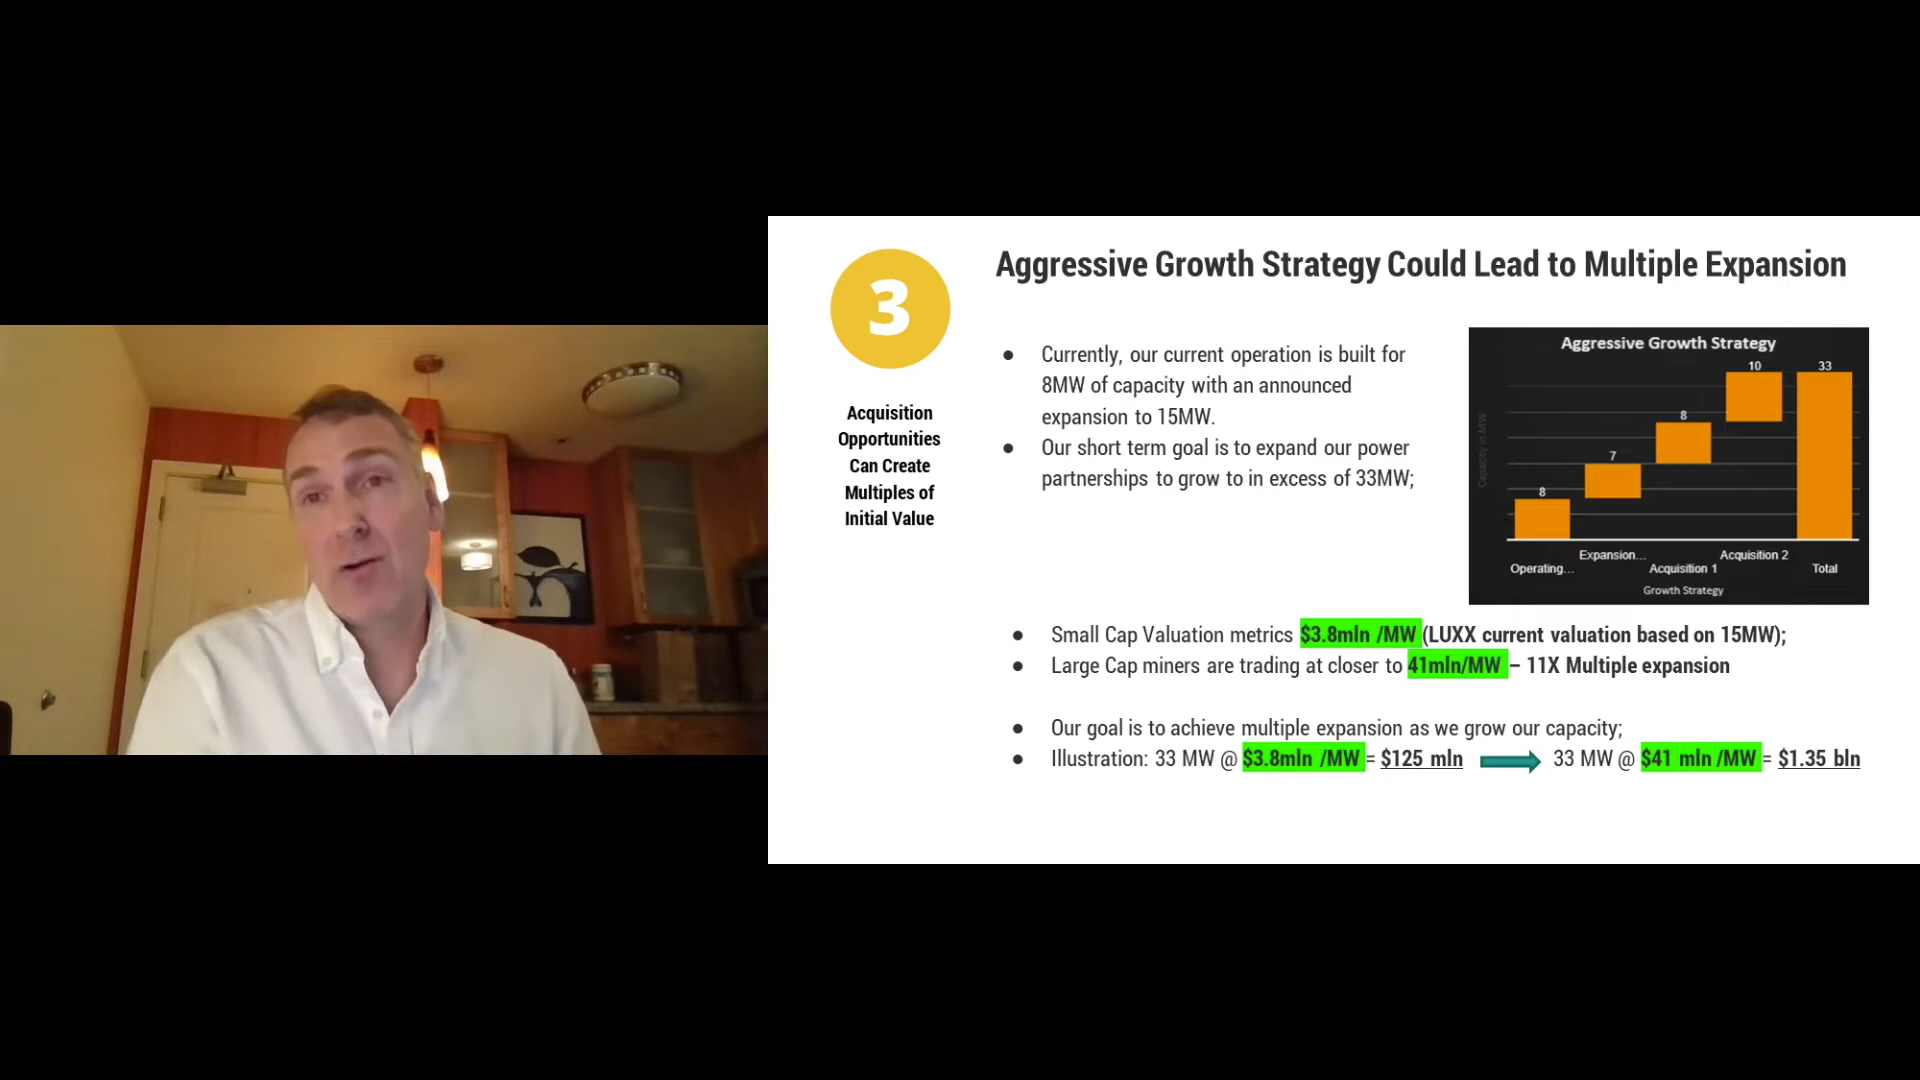 3
Aggressive Growth Strategy Could Lead to Multiple Expansion
Acquisition
Opportunities
Can Create
Multiples of
Initial Value
● Currently, our current operation is built for
8MW of capacity with an announced
expansion to 15MW.
● Our short term goal is to expand our power
partnerships to grow to in excess of 33MW;
Aggressive Growth Strategy
Capacity in MW
8
7
8
10
33
Operating...
Expansion...
Acquisition 1
Acquisition 2
Total
Growth Strategy
● Small Cap Valuation metrics $3.8mln /MW (LUXX current valuation based on 15MW);
● Large Cap miners are trading at closer to 41mln/MW – 11X Multiple expansion
● Our goal is to achieve multiple expansion as we grow our capacity;
● Illustration: 33 MW @ $3.8mln /MW = $125 mln 33 MW @ $41 mln /MW = $1.35 bln